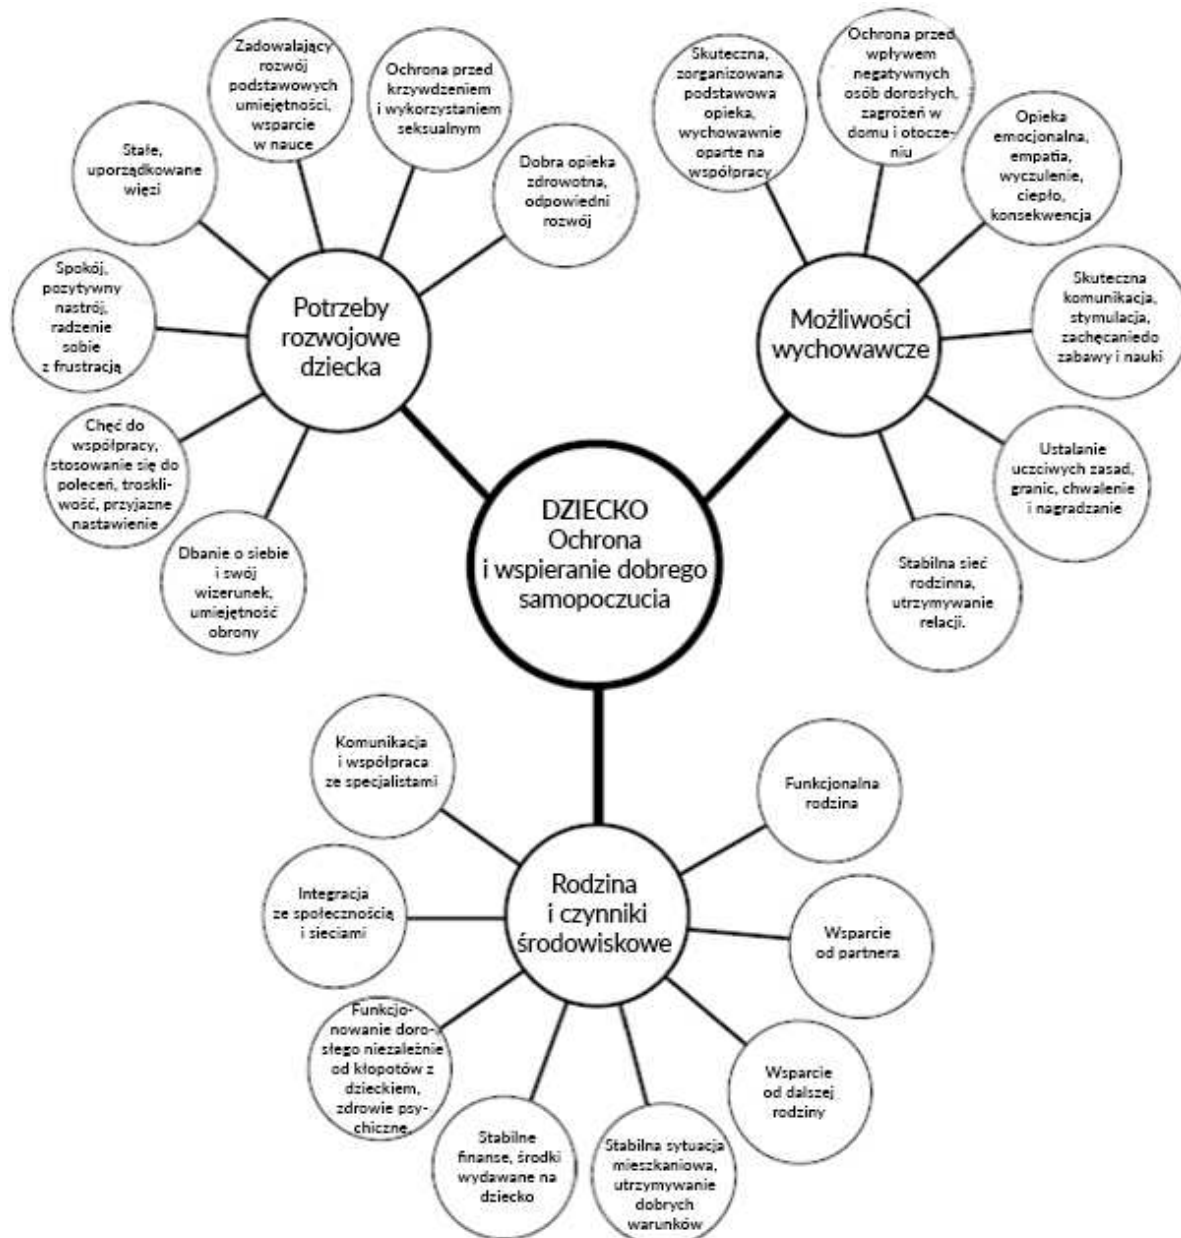 Zadowalający
rozwój
podstawowych
umiejętności,
wsparcie
w nauce
Ochrona przed
krzywdzeniem
i wykorzystaniem
seksualnym
Stałe,
uporządkowane
więzi
Dobra opieka
zdrowotna,
odpowiedni
rozwój
Spokój,
pozytywny
nastrój,
radzenie
sobie
z frustracją
Potrzeby
rozwojowe
dziecka
Chęć do
współpracy,
stosowanie się do
poleceń, troskli-
wość, przyjazne
nastawienie
Dbanie o siebie
i swój
wizerunek,
umiejętność
obrony
Skuteczna,
zorganizowana
podstawowa
opieka,
wychowawnie
oparte na
współpracy
Ochrona przed
wpływem
negatywnych
osób dorosłych,
zagrożeń w
domu i otocze-
niu
Opieka
emocjonalna,
empatia,
wyczulenie,
ciepło,
konsekwencja
Możliwości
wychowawcze
Skuteczna
komunikacja,
stymulacja,
zachęcaniedo
zabawy i nauki
Ustalanie
uczciwych zasad,
granic, chwalenie
i nagradzanie
Stabilna sieć
rodzinna,
utrzymywanie
relacji.
DZIECKO
Ochrona
i wspieranie dobrego
samopoczucia
Komunikacja
i współpraca
ze specjalistami
Funkcjonalna
rodzina
Integracja
ze społecznością
i sieciami
Rodzina
i czynniki
środowiskowe
Wsparcie
od partnera
Funkcjo-
nowanie doro-
słego niezależnie
od kłopotów z
dzieckiem,
zdrowie psy-
chicznę,
Wsparcie
od dalszej
rodziny
Stabilne
finanse, środki
wydawane na
dziecko
Stabilna sytuacja
mieszkaniowa,
utrzymywanie
dobrych
warunków